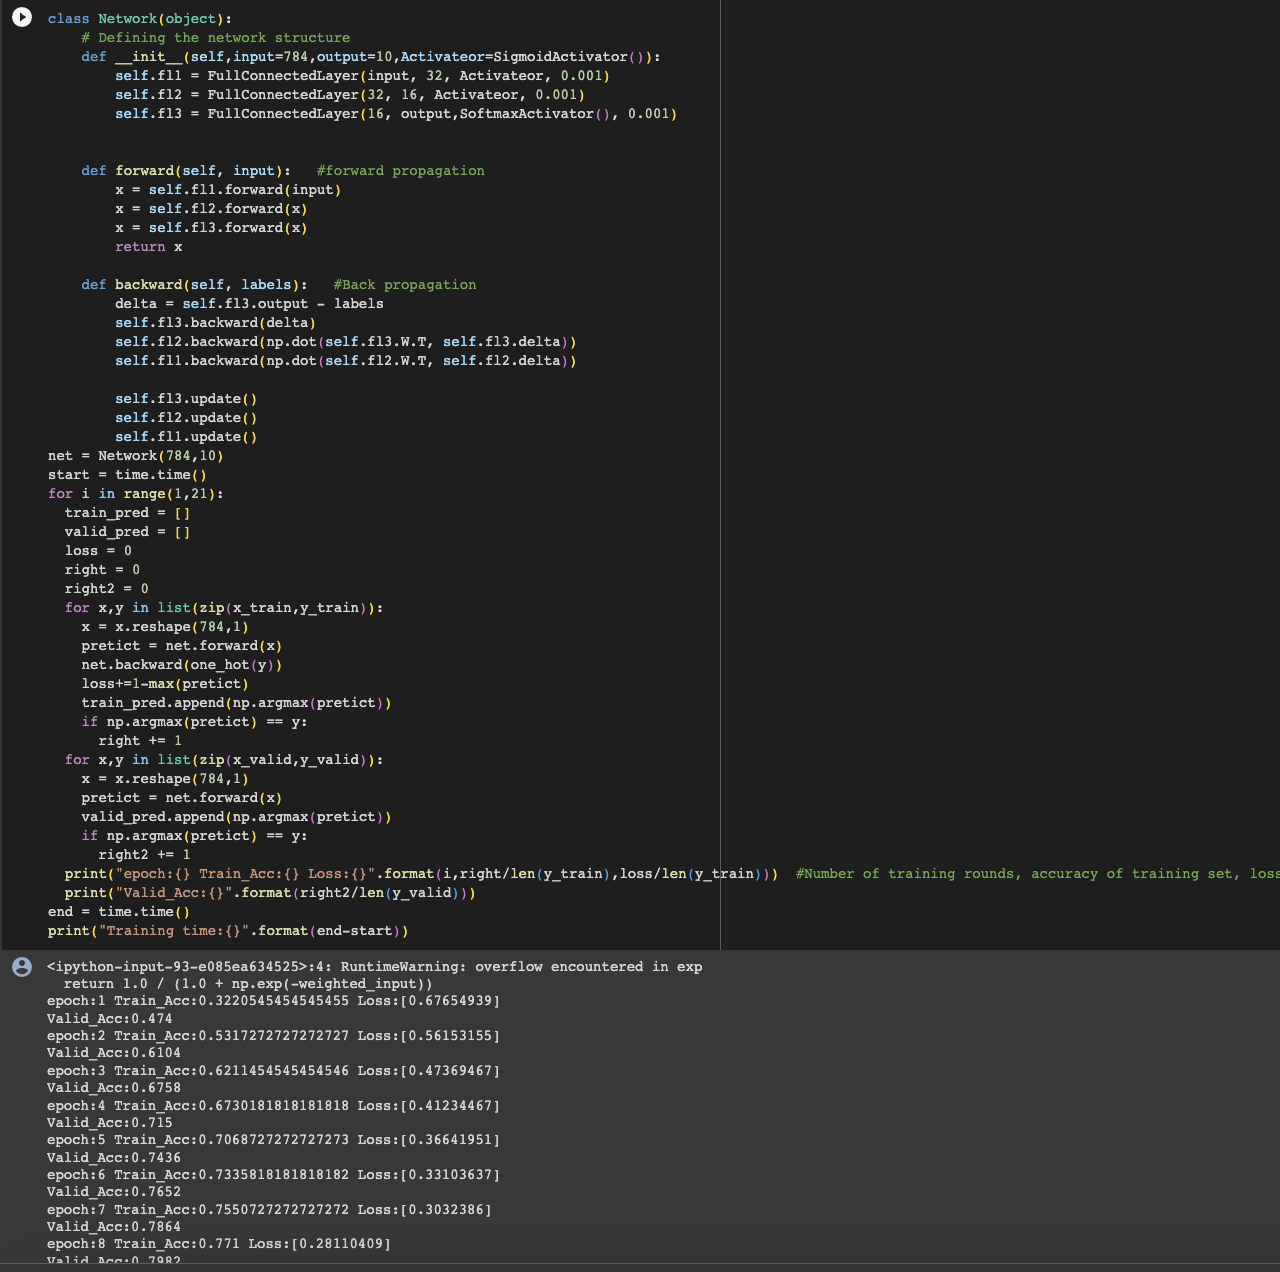 class Network(object):
    # Defining the network structure
    def __init__(self,input=784,output=10,Activateor=SigmoidActivator()):
        self.fl1 = FullConnectedLayer(input, 32, Activateor, 0.001)
        self.fl2 = FullConnectedLayer(32, 16, Activateor, 0.001)
        self.fl3 = FullConnectedLayer(16, output,SoftmaxActivator(), 0.001)
    def forward(self, input):   #forward propagation
        x = self.fl1.forward(input)
        x = self.fl2.forward(x)
        x = self.fl3.forward(x)
        return x
    def backward(self, labels):   #Back propagation
        delta = self.fl3.output - labels
        self.fl3.backward(delta)
        self.fl2.backward(np.dot(self.fl3.W.T, self.fl3.delta))
        self.fl1.backward(np.dot(self.fl2.W.T, self.fl2.delta))
        self.fl3.update()
        self.fl2.update()
        self.fl1.update()
net = Network(784,10)
start = time.time()
for i in range(1,21):
  train_pred = []
  valid_pred = []
  loss = 0
  right = 0
  right2 = 0
  for x,y in list(zip(x_train,y_train)):
    x = x.reshape(784,1)
    pretict = net.forward(x)
    net.backward(one_hot(y))
    loss+=1-max(pretict)
    train_pred.append(np.argmax(pretict))
    if np.argmax(pretict) == y:
      right += 1
  for x,y in list(zip(x_valid,y_valid)):
    x = x.reshape(784,1)
    pretict = net.forward(x)
    valid_pred.append(np.argmax(pretict))
    if np.argmax(pretict) == y:
      right2 += 1
  print("epoch:{} Train_Acc:{} Loss:{}".format(i,right/len(y_train),loss/len(y_train)))  #Number of training rounds, accuracy of training set, loss
  print("Valid_Acc:{}".format(right2/len(y_valid)))
end = time.time()
print("Training time:{}".format(end-start))
<ipython-input-93-e085ea634525>:4: RuntimeWarning: overflow encountered in exp
  return 1.0 / (1.0 + np.exp(-weighted_input))
epoch:1 Train_Acc:0.3220545454545455 Loss:[0.67654939]
Valid_Acc:0.474
epoch:2 Train_Acc:0.5317272727272727 Loss:[0.56153155]
Valid_Acc:0.6104
epoch:3 Train_Acc:0.6211454545454546 Loss:[0.47369467]
Valid_Acc:0.6758
epoch:4 Train_Acc:0.6730181818181818 Loss:[0.41234467]
Valid_Acc:0.715
epoch:5 Train_Acc:0.7068727272727273 Loss:[0.36641951]
Valid_Acc:0.7436
epoch:6 Train_Acc:0.7335818181818182 Loss:[0.33103637]
Valid_Acc:0.7652
epoch:7 Train_Acc:0.7550727272727272 Loss:[0.3032386]
Valid_Acc:0.7864
epoch:8 Train_Acc:0.771 Loss:[0.28110409]
Valid_Acc:0.7982